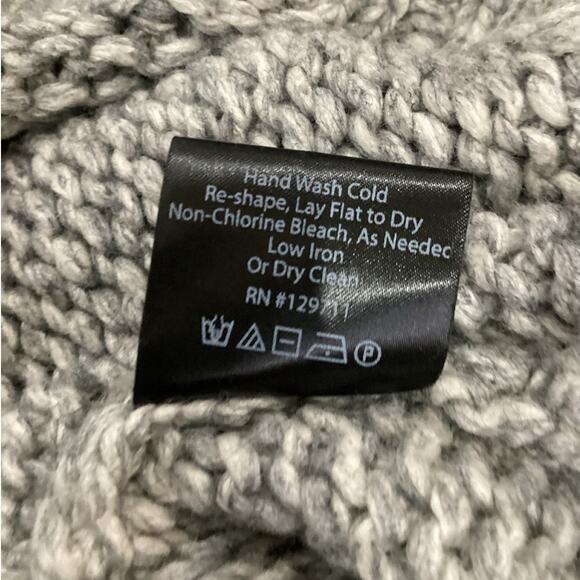 Hand Wash Cold
Re-shape, Lay Flat to Dry
Non-Chlorine Bleach, As Needec
Low Iron
Or Dry Clean
RN #129711
P